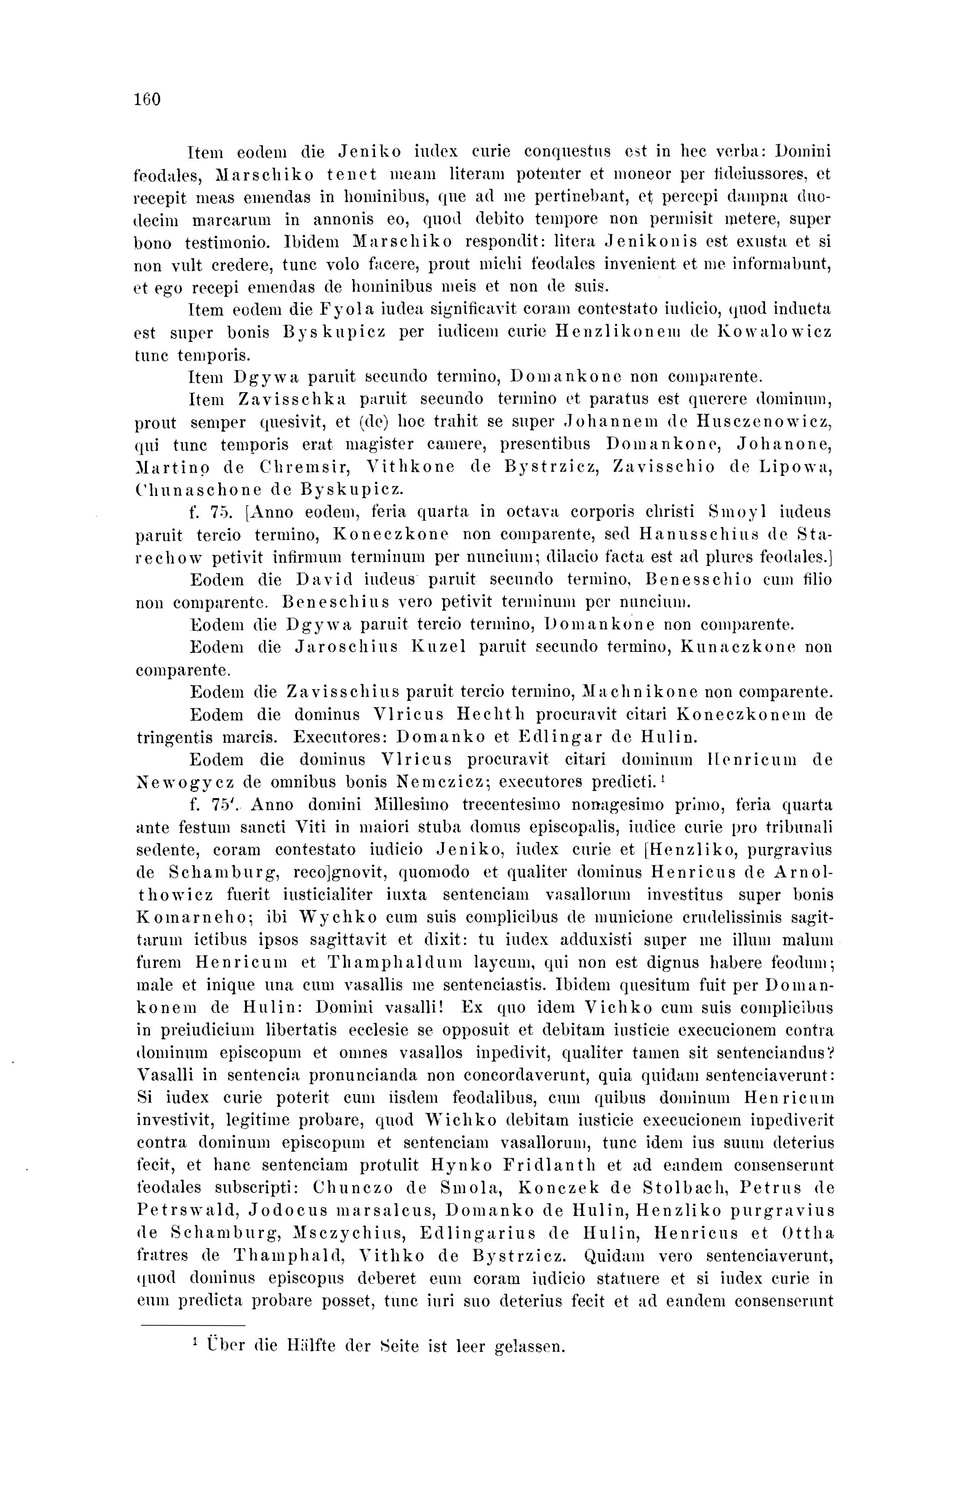 160
Item eodem die Jeniko iudex curie conquestus est in hec verba: Domini
feodales, Marschiko tenet meam literam potenter et moneor per fideiussores, et
recepit meas emendas in hominibus, que ad me pertinebant, et percepi dampna duo-
decim marcarum in annonis eo, quod debito tempore non permisit metere, super
bono testimonio. Ibidem Marschiko respondit: litera Jenikonis est exusta et si
non vult credere, tunc volo facere, prout michi feodales invenient et me informabunt,
et ego recepi emendas de hominibus meis et non de suis.
Item eodem die Fyola iudea significavit coram contestato iudicio, quod inducta
est super bonis Byskupicz per iudicem curie Henzlikonem de Kowalowicz
tunc temporis.
Item Dgywa paruit secundo termino, Domankone non comparente.
Item Zavisschka paruit secundo termino et paratus est querere dominum,
prout semper quesivit, et (de) hoc trahit se super Johannem de Husczenowicz,
qui tunc temporis erat magister camere, presentibus Domankone, Johanone,
Martino de Chremsir, Vithkone de Bystrzicz, Zavisschio de Lipowa,
Chunaschone de Byskupicz.
f. 75. [Anno eodem, feria quarta in octava corporis christi Smoyl iudeus
paruit tercio termino, Koneczkone non comparente, sed Hanusschius de Sta-
rechow petivit infirmum terminum per nuncium; dilacio facta est ad plures feodales.]
Eodem die David iudeus paruit secundo termino, Benesschio cum filio
non comparente. Beneschius vero petivit terminum per nuncium.
Eodem die Dgywa paruit tercio termino, Domankone non comparente.
Eodem die Jaroschius Kuzel paruit secundo termino, Kunaczkone non
comparente.
Eodem die Zavisschius paruit tercio termino, Machnikone non comparente.
Eodem die dominus Vlricus Hechth procuravit citari Koneczkonem de
tringentis marcis. Executores: Domanko et Edlingar de Hulin.
Eodem die dominus Vlricus procuravit citari dominum Henricum de
Newogycz de omnibus bonis Nemczicz; executores predicti.¹
f. 75′. Anno domini Millesimo trecentesimo nonagesimo primo, feria quarta
ante festum sancti Viti in maiori stuba domus episcopalis, iudice curie pro tribunali
sedente, coram contestato iudicio Jeniko, iudex curie et [Henzliko, purgravius
de Schamburg, reco]gnovit, quomodo et qualiter dominus Henricus de Arnol-
thowicz fuerit iusticialiter iuxta sentenciam vasallorum investitus super bonis
Komarneho; ibi Wychko cum suis complicibus de municione crudelissimis sagit-
tarum ictibus ipsos sagittavit et dixit: tu iudex adduxisti super me illum malum
furem Henricum et Thamphaldum laycum, qui non est dignus habere feodum;
male et inique una cum vasallis me sentenciastis. Ibidem quesitum fuit per Doman-
konem de Hulin: Domini vasalli! Ex quo idem Vichko cum suis complicibus
in preiudicium libertatis ecclesie se opposuit et debitam iusticie execucionem contra
dominum episcopum et omnes vasallos inpedivit, qualiter tamen sit sentenciandus?
Vasalli in sentencia pronuncianda non concordaverunt, quia quidam sentenciaverunt:
Si iudex curie poterit cum iisdem feodalibus, cum quibus dominum Henricum
investivit, legitime probare, quod Wichko debitam iusticie execucionem inpediverit
contra dominum episcopum et sentenciam vasallorum, tunc idem ius suum deterius
fecit, et hanc sentenciam protulit Hynko Fridlanth et ad eandem consenserunt
feodales subscripti: Chunczo de Smola, Konczek de Stolbach, Petrus de
Petrswald, Jodocus marsalcus, Domanko de Hulin, Henzliko purgravius
de Schamburg, Msczychius, Edlingarius de Hulin, Henricus et Ottha
fratres de Thamphald, Vithko de Bystrzicz. Quidam vero sentenciaverunt,
quod dominus episcopus deberet eum coram iudicio statuere et si iudex curie in
eum predicta probare posset, tunc iuri suo deterius fecit et ad eandem consenserunt
¹ Über die Hälfte der Seite ist leer gelassen.